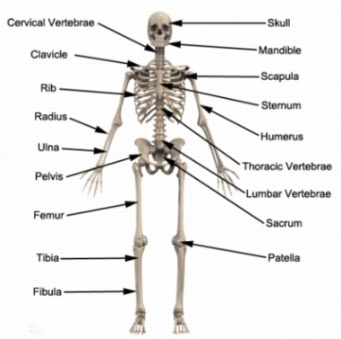 Cervical Vertebrae
Skull
Clavicle
Mandible
Scapula
Rib
Sternum
Radius
Humerus
Ulna
Thoracic Vertebrae
Pelvis
Lumbar Vertebrae
Femur
Sacrum
Tibia
Patella
Fibula